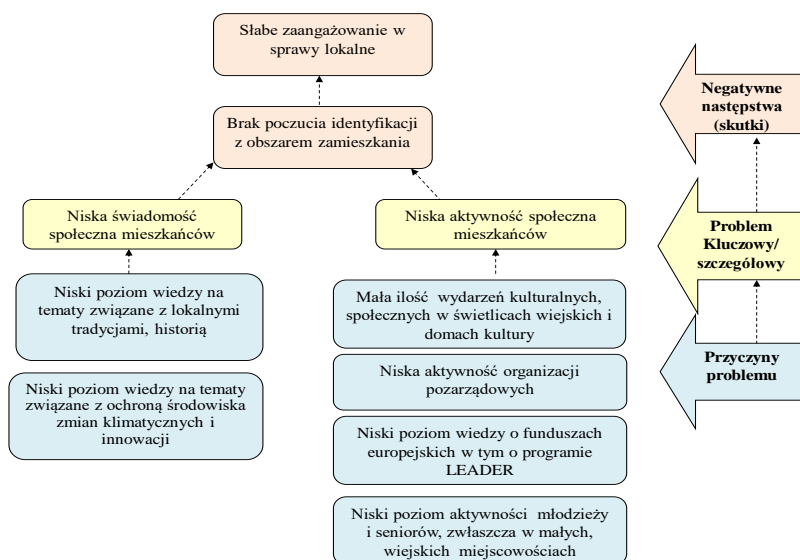 Słabe zaangażowanie w
sprawy lokalne
Brak poczucia identyfikacji
z obszarem zamieszkania
Negatywne
następstwa
(skutki)
Niska świadomość
społeczna mieszkańców
Niska aktywność społeczna
mieszkańców
Problem
Kluczowy/
szczegółowy
Niski poziom wiedzy na
tematy związane z lokalnymi
tradycjami, historią
Niski poziom wiedzy na tematy
związane z ochroną środowiska
zmian klimatycznych i
innowacji
Mała ilość wydarzeń kulturalnych,
społecznych w świetlicach wiejskich i
domach kultury
Niska aktywność organizacji
pozarządowych
Niski poziom wiedzy o funduszach
europejskich w tym o programie
LEADER
Niski poziom aktywności młodzieży
i seniorów, zwłaszcza w małych,
wiejskich miejscowościach
Przyczyny
problemu